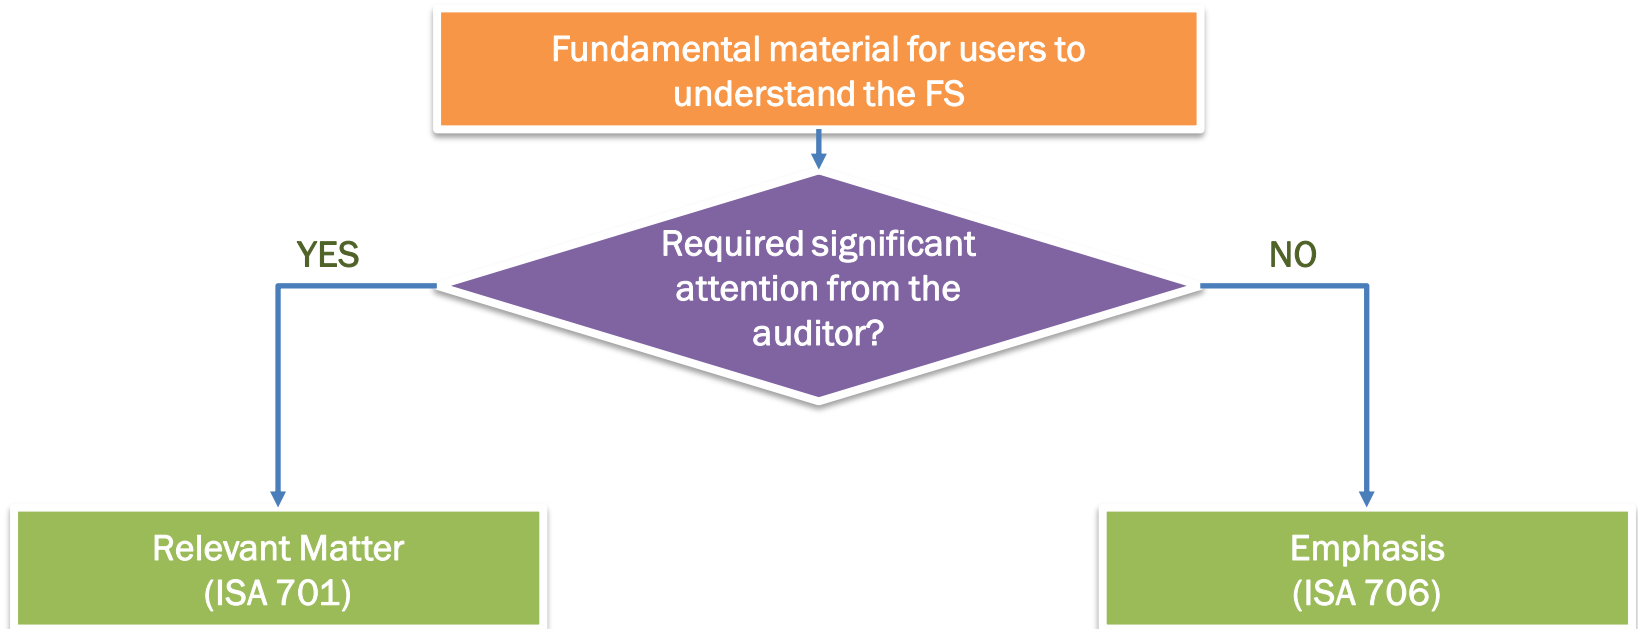 Fundamental material for users to
understand the FS
Required significant
attention from the
auditor?
YES
NO
Relevant Matter
(ISA 701)
Emphasis
(ISA 706)